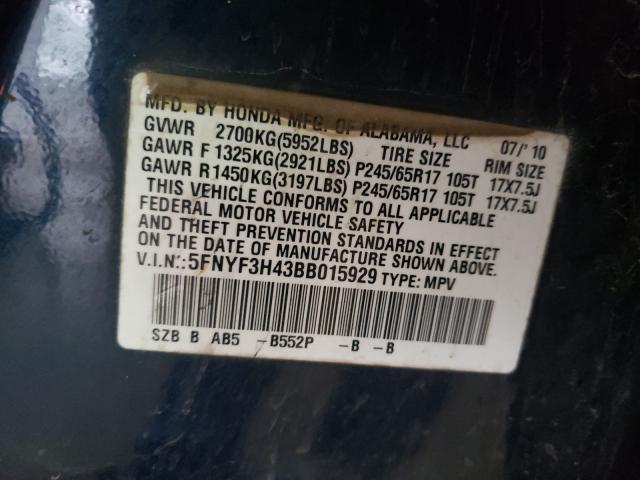 MFD. BY HONDA MFG. OF ALABAMA, LLC 07/'10
GVWR 2700KG(5952LBS) TIRE SIZE RIM SIZE
GAWR F 1325KG(2921LBS) P245/65R17 105T 17X7.5J
GAWR R 1450KG(3197LBS) P245/65R17 105T 17X7.5J
THIS VEHICLE CONFORMS TO ALL APPLICABLE
FEDERAL MOTOR VEHICLE SAFETY
AND THEFT PREVENTION STANDARDS IN EFFECT
ON THE DATE OF MANUFACTURE SHOWN ABOVE.
V.I.N.:5FNYF3H43BB015929 TYPE: MPV
SZB B AB5 -B552P -B -B